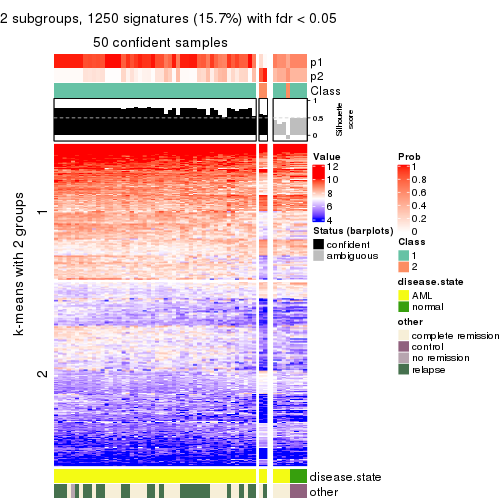 2 subgroups, 1250 signatures (15.7%) with fdr < 0.05
50 confident samples
p1
p2
Class
1
0.5
0
Silhouette
score
k-means with 2 groups
1
2
disease.state
other
Value
12
10
8
6
4
Status (barplots)
confident
ambiguous
Prob
1
0.8
0.6
0.4
0.2
0
Class
1
2
disease.state
AML
normal
other
complete remission
control
no remission
relapse